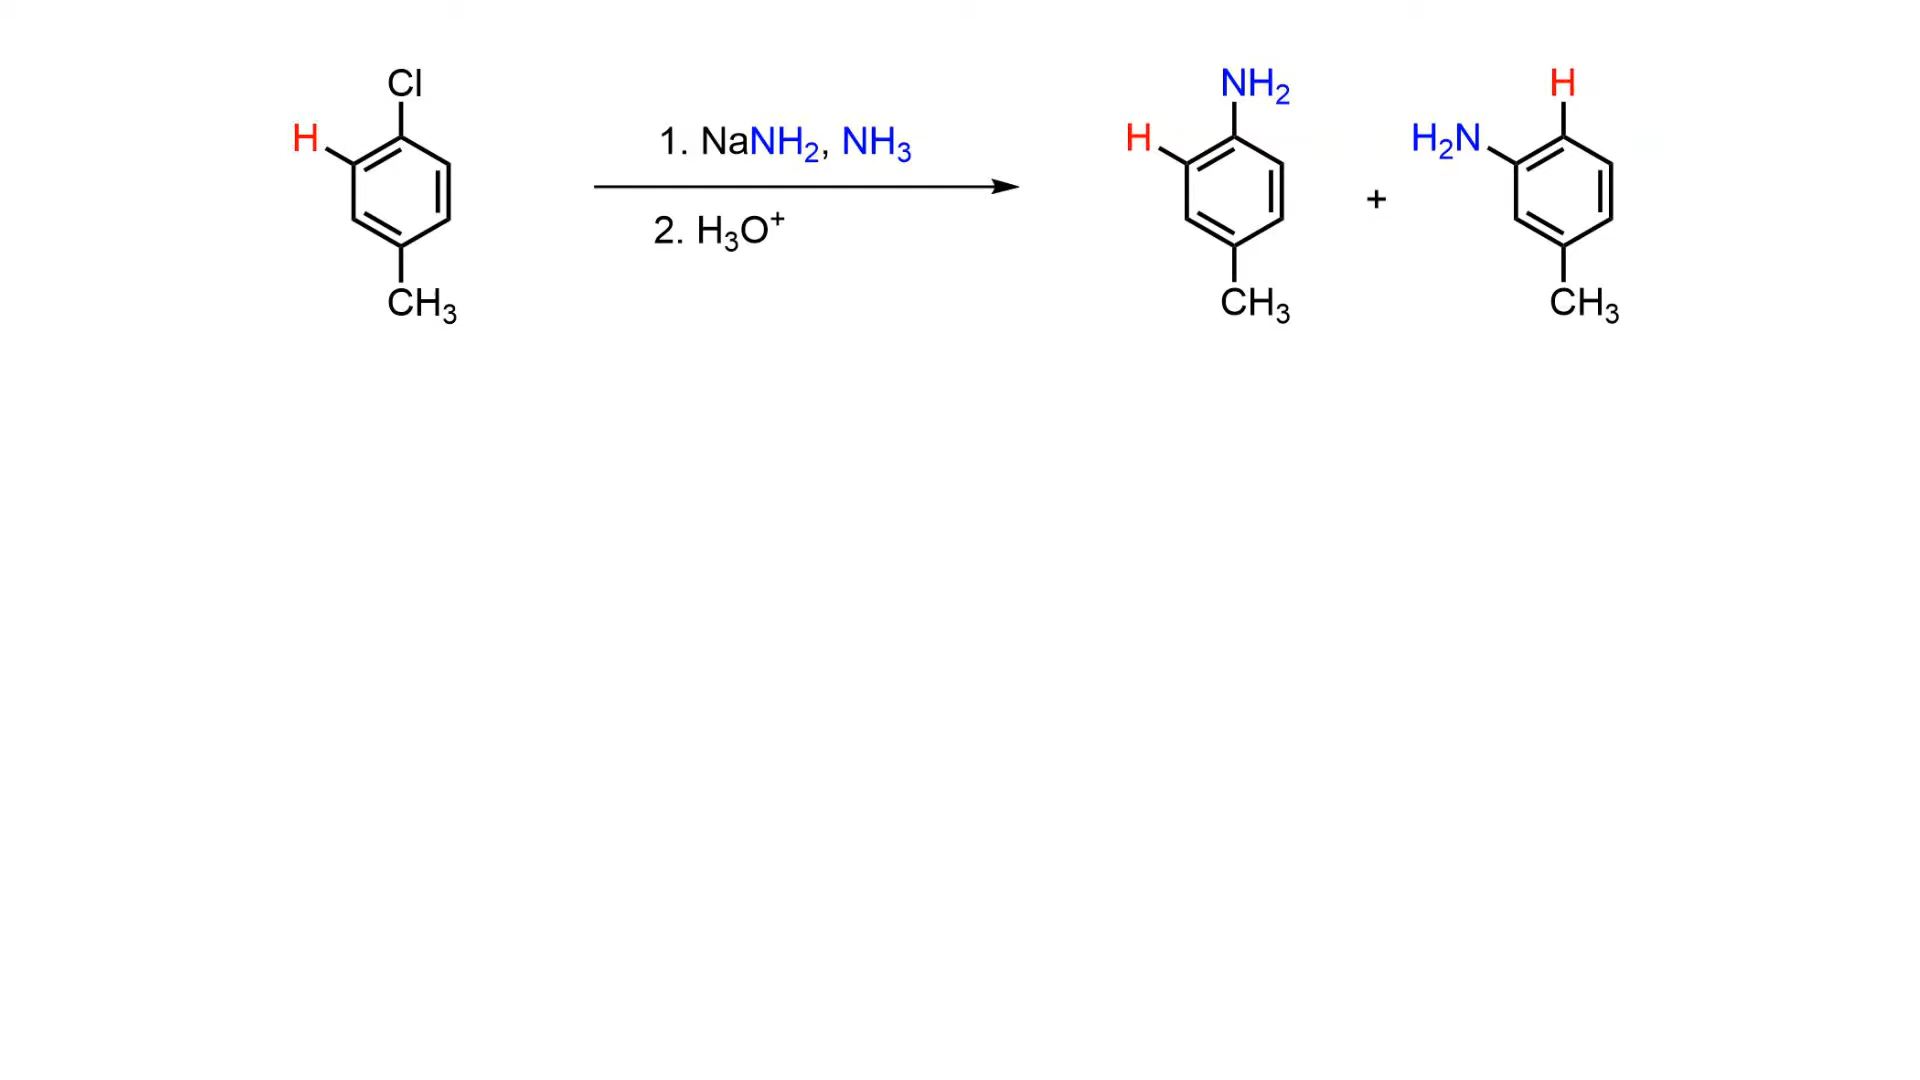 Cl
H
CH₃
1. NaNH₂, NH₃
2. H₃O⁺
NH₂
H
CH₃
+
H
H₂N
CH₃